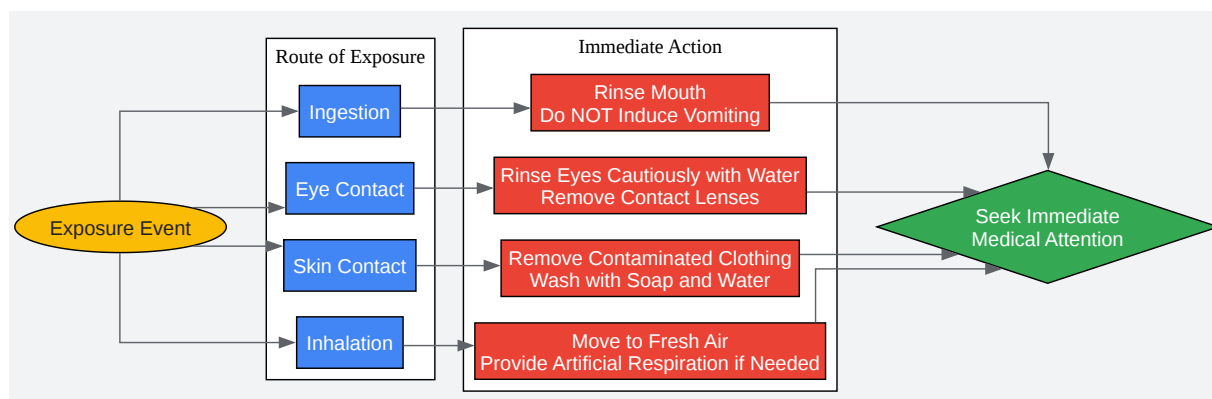 Route of Exposure
Immediate Action
Ingestion
Rinse Mouth
Do NOT Induce Vomiting
Eye Contact
Rinse Eyes Cautiously with Water
Remove Contact Lenses
Exposure Event
Seek Immediate
Medical Attention
Skin Contact
Remove Contaminated Clothing
Wash with Soap and Water
Inhalation
Move to Fresh Air
Provide Artificial Respiration if Needed